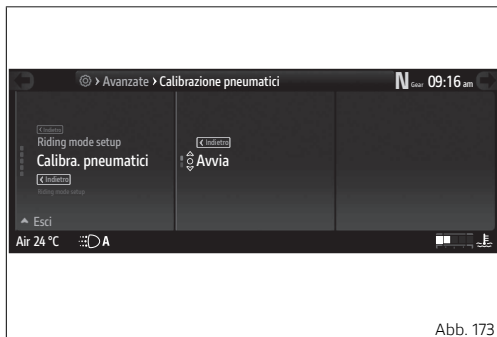 > Avanzate > Calibrazione pneumatici
N Gear 09:16 am
< Indietro
Riding mode setup
Calibra. pneumatici
< Indietro
Riding mode setup
Esci
< Indietro
Avvia
Air 24 °C
A
Abb. 173